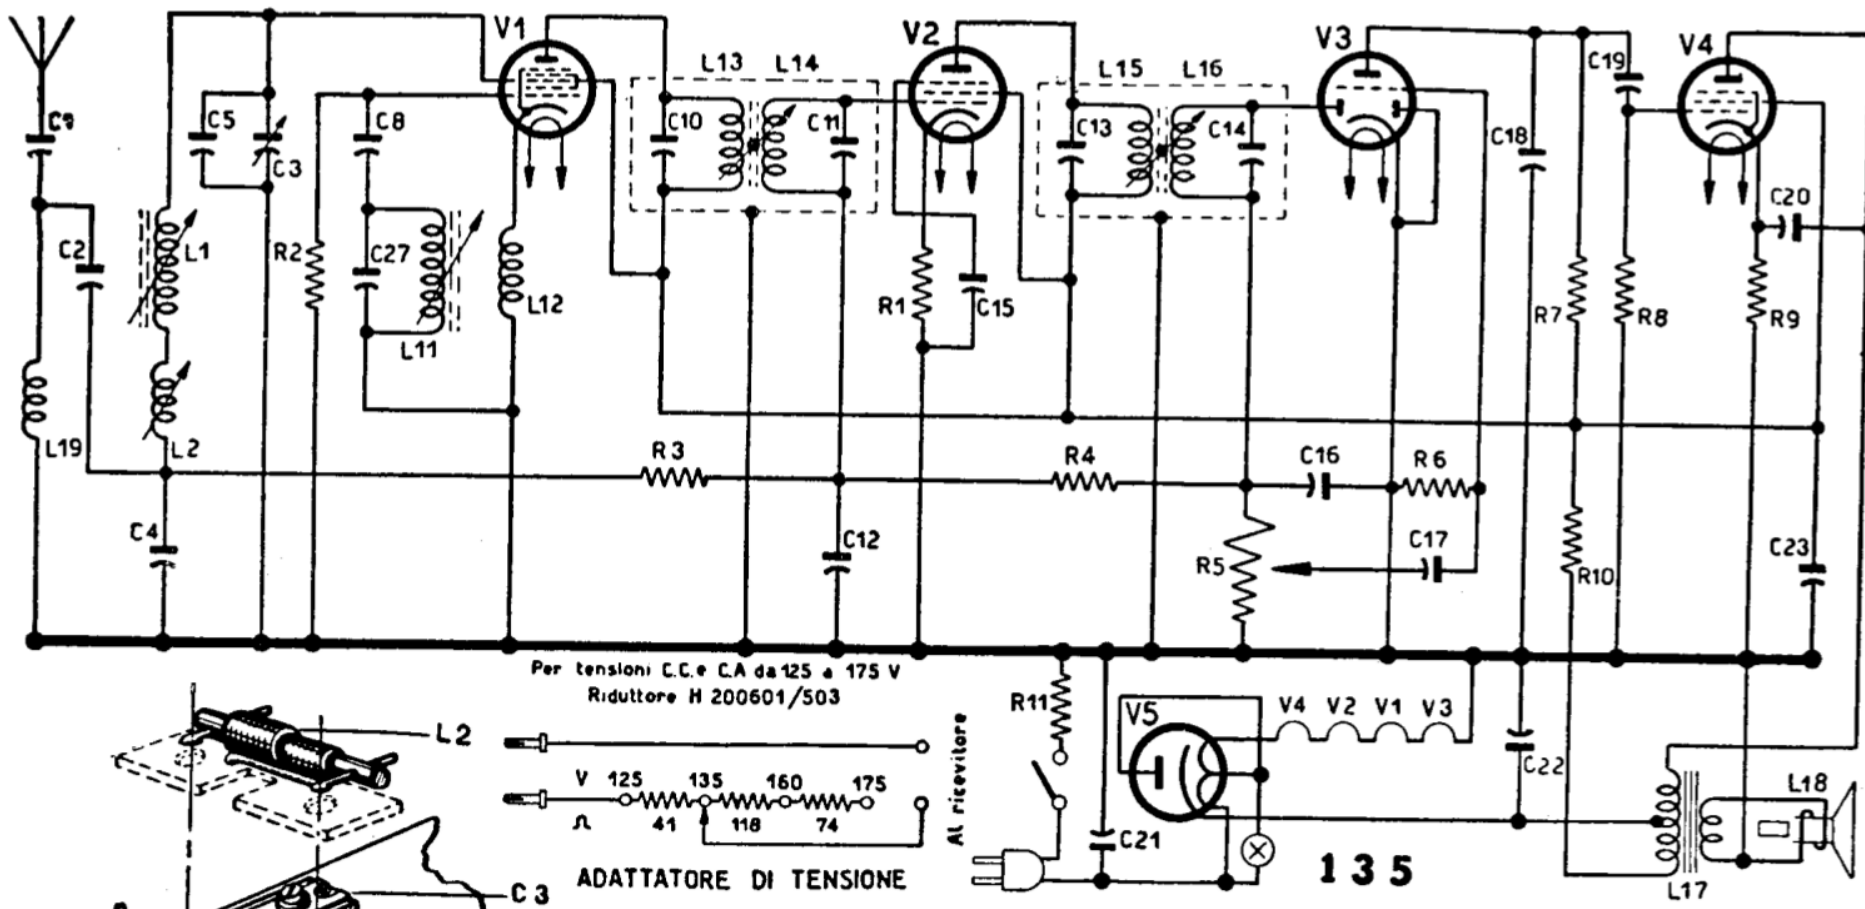 V1
V2
V3
V4
L13 L14
L15 L16
C19
C5
C8
C10
C11
C13
C14
C18
C3
C20
C2
L1
R2
C27
L12
R1
C15
R7
R8
R9
L11
L19
L2
R3
R4
C16
R6
C4
C12
R5
C17
R10
C23
Per tensioni C.C. e C.A da 125 a 175 V
Riduttore H 200601/503
L2
R11
V5
V4 V2 V1 V3
V 125 135 160 175
Ω 41 118 74
Al ricevitore
C22
L18
C21
ADATTATORE DI TENSIONE
135
L17
C3